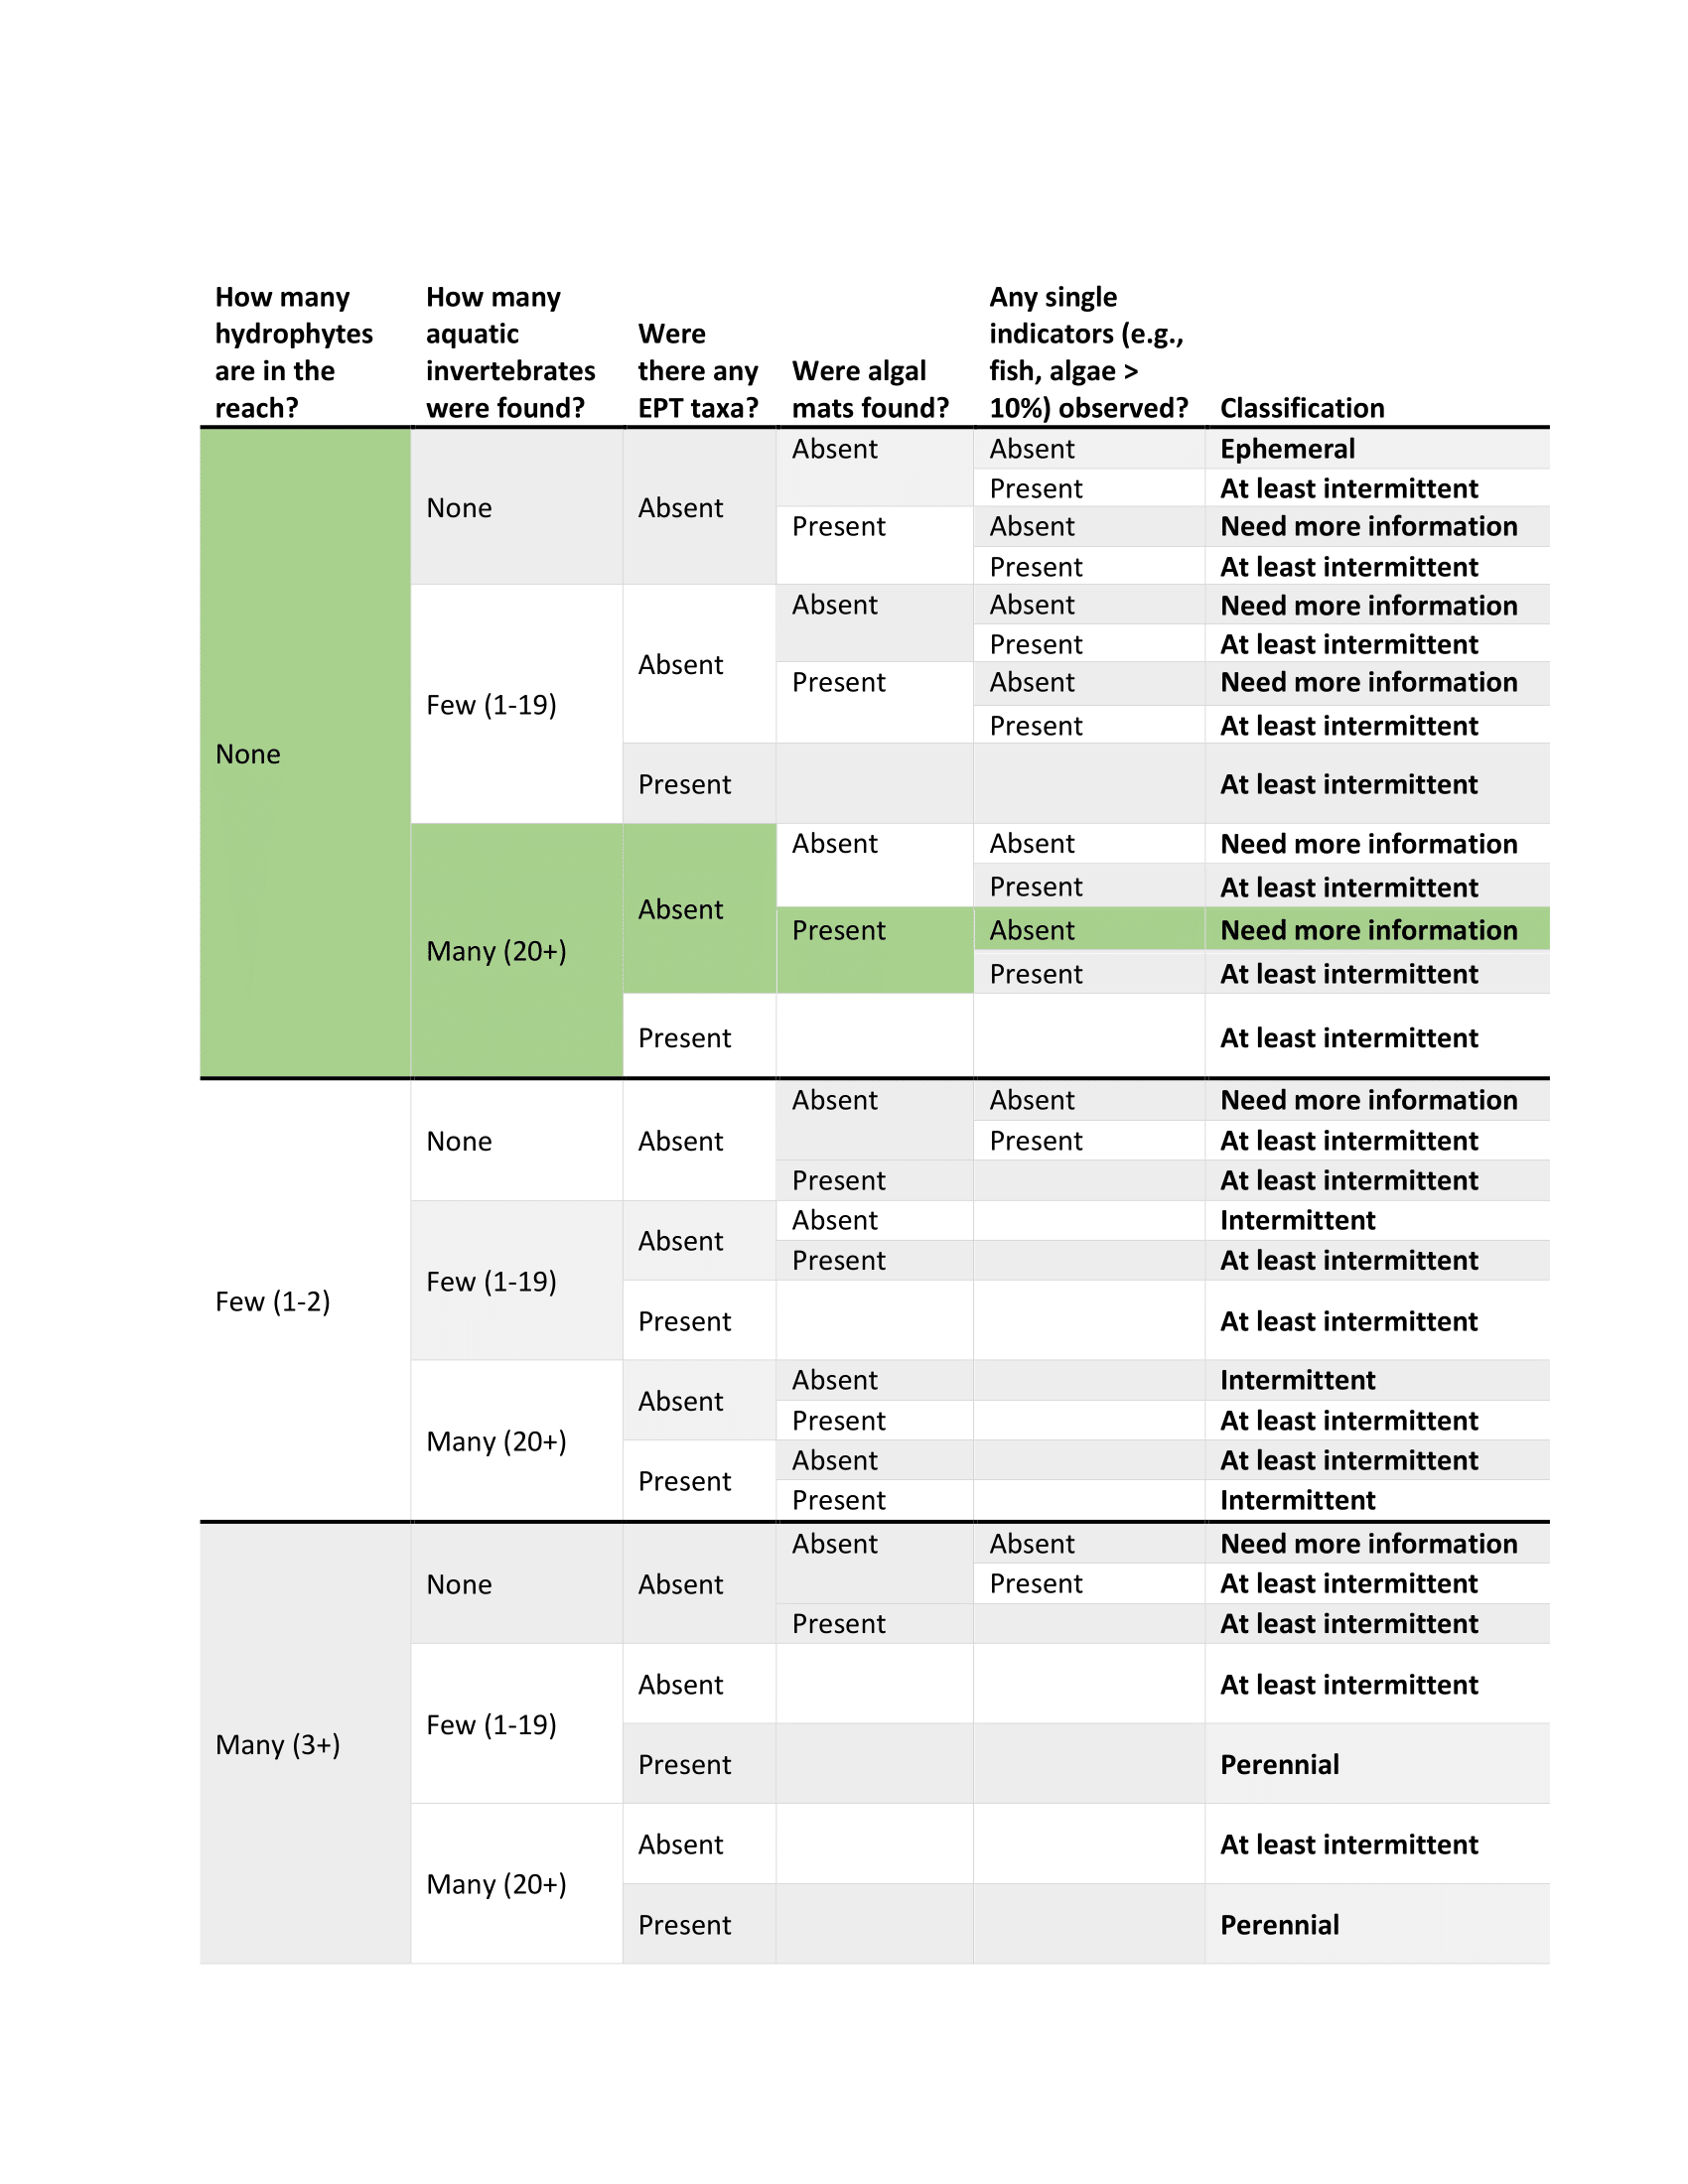 How many
hydrophytes
are in the
reach?
How many
aquatic
invertebrates
were found?
Were
there any
EPT taxa?
Were algal
mats found?
Any single
indicators (e.g.,
fish, algae >
10%) observed?
Classification
None
None
Absent
Absent
Absent
Ephemeral
Present
At least intermittent
Present
Absent
Need more information
Present
At least intermittent
Few (1-19)
Absent
Absent
Absent
Need more information
Present
At least intermittent
Present
Absent
Need more information
Present
At least intermittent
Present
At least intermittent
Many (20+)
Absent
Absent
Absent
Need more information
Present
At least intermittent
Present
Absent
Need more information
Present
At least intermittent
Present
At least intermittent
Few (1-2)
None
Absent
Absent
Absent
Need more information
Present
At least intermittent
Present
At least intermittent
Few (1-19)
Absent
Absent
Intermittent
Present
At least intermittent
Present
At least intermittent
Many (20+)
Absent
Absent
Intermittent
Present
At least intermittent
Present
Absent
At least intermittent
Present
Intermittent
Many (3+)
None
Absent
Absent
Absent
Need more information
Present
At least intermittent
Present
At least intermittent
Few (1-19)
Absent
At least intermittent
Present
Perennial
Many (20+)
Absent
At least intermittent
Present
Perennial